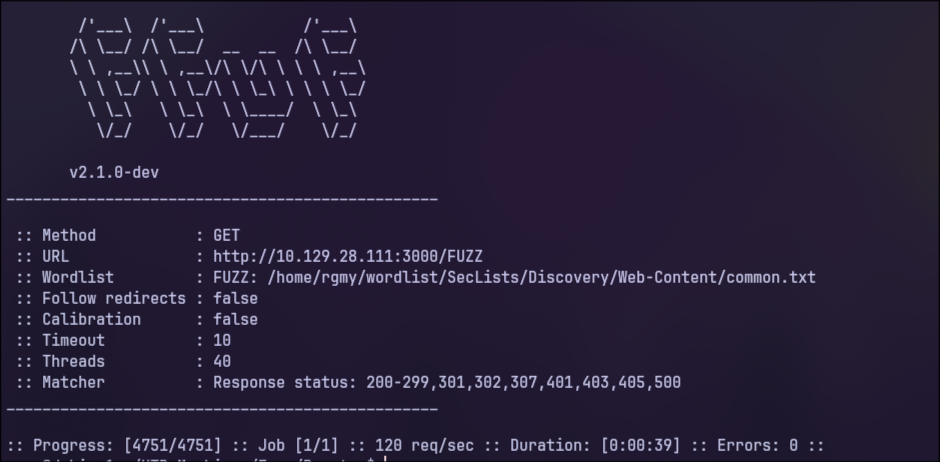 v2.1.0-dev
________________________________________________
:: Method : GET
:: URL : http://10.129.28.111:3000/FUZZ
:: Wordlist : FUZZ: /home/rgmy/wordlist/SecLists/Discovery/Web-Content/common.txt
:: Follow redirects : false
:: Calibration : false
:: Timeout : 10
:: Threads : 40
:: Matcher : Response status: 200-299,301,302,307,401,403,405,500
________________________________________________
:: Progress: [4751/4751] :: Job [1/1] :: 120 req/sec :: Duration: [0:00:39] :: Errors: 0 ::